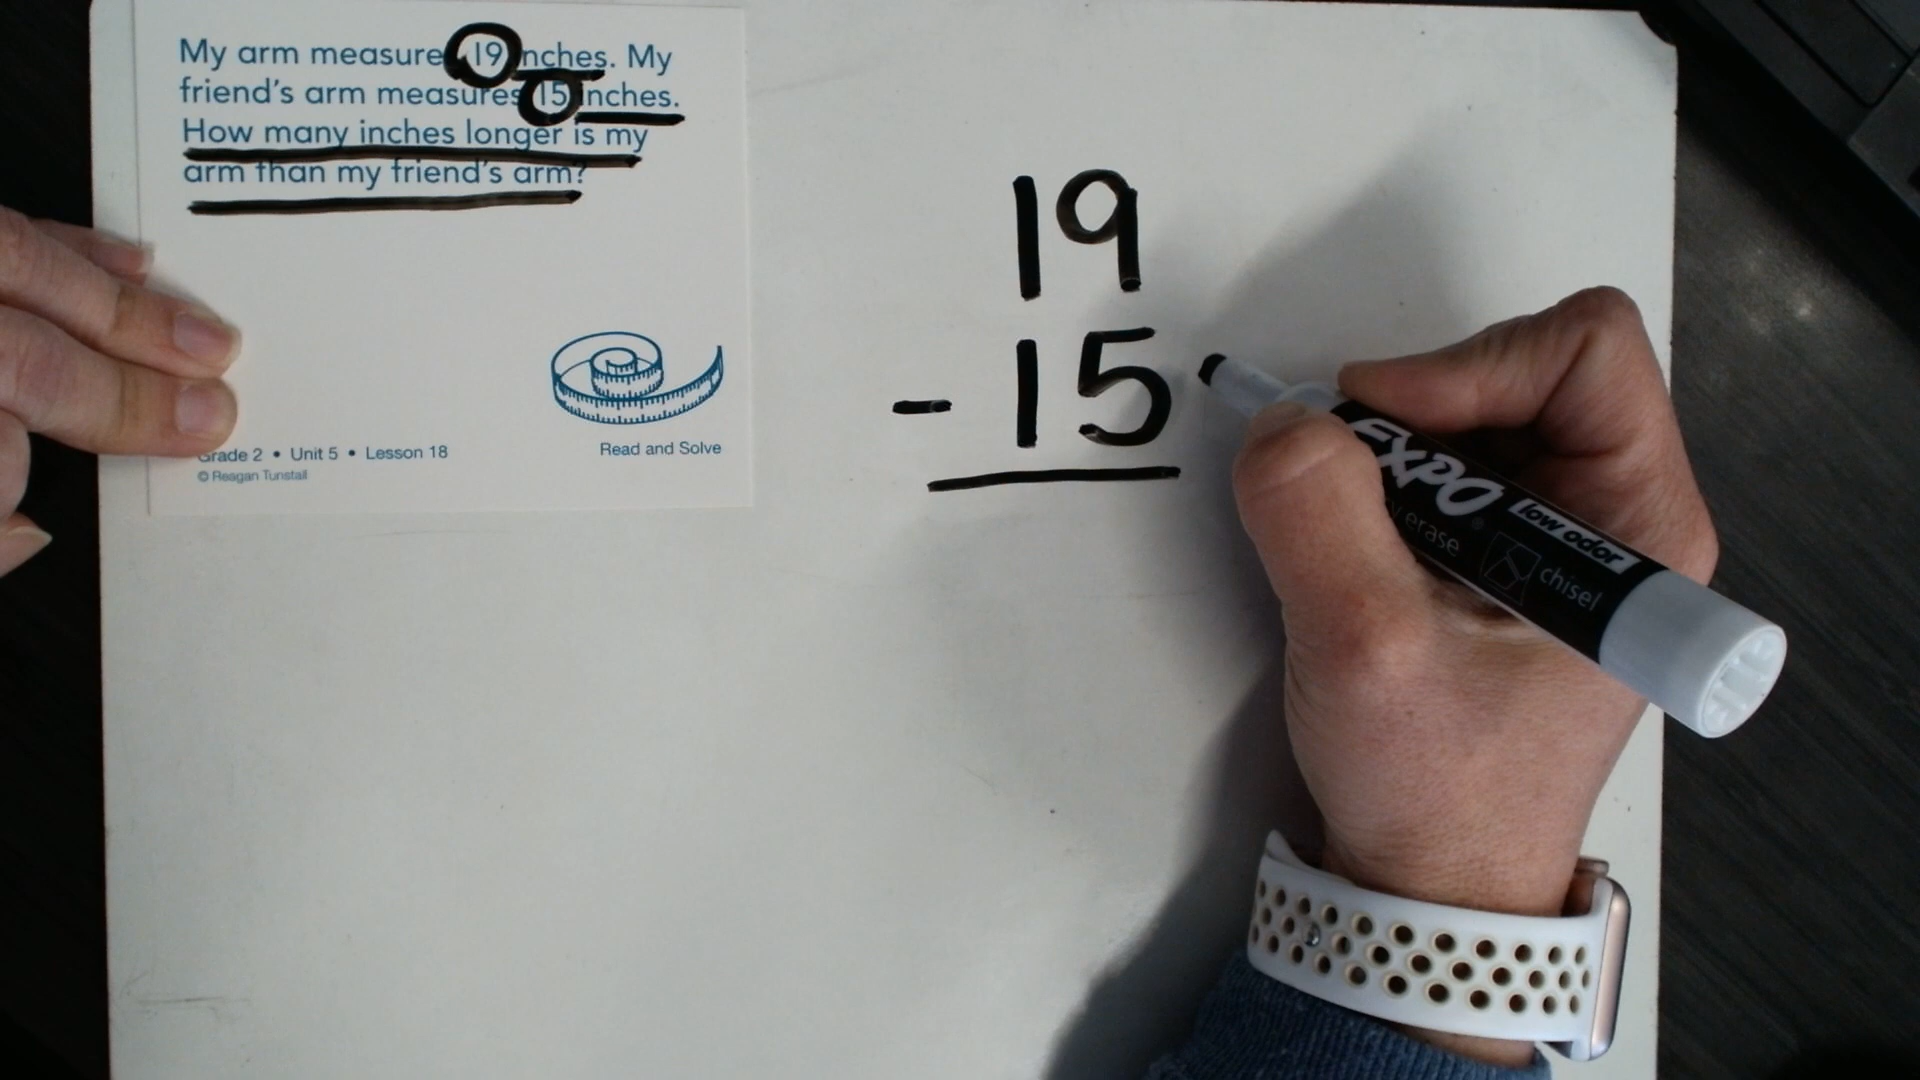 My arm measures 19 inches. My
friend's arm measures 15 inches.
How many inches longer is my
arm than my friend's arm?
Grade 2 • Unit 5 • Lesson 18
© Reagan Tunstall
Read and Solve
19
- 15
EXPO
low odor
erase
chisel